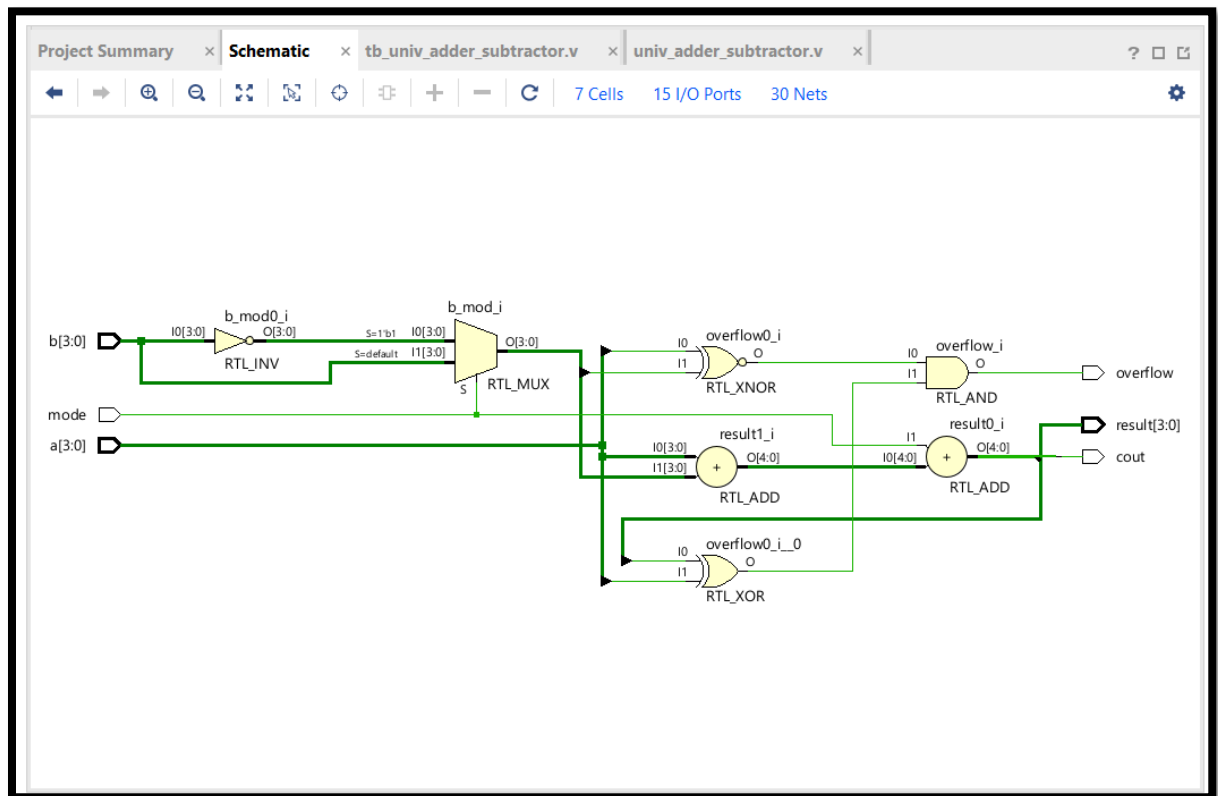 Project Summary × Schematic × tb_univ_adder_subtractor.v × univ_adder_subtractor.v × ?
7 Cells 15 I/O Ports 30 Nets
b[3:0]
I0[3:0]
b_mod0_i
O[3:0]
RTL_INV
b_mod_i
S=1'b1 I0[3:0]
S=default I1[3:0]
O[3:0]
S
RTL_MUX
mode
a[3:0]
overflow0_i
I0
I1
O
RTL_XNOR
result1_i
I0[3:0]
I1[3:0]
+
O[4:0]
RTL_ADD
overflow0_i__0
I0
I1
O
RTL_XOR
overflow_i
I0
I1
O
RTL_AND
result0_i
I1
I0[4:0]
+
O[4:0]
RTL_ADD
overflow
result[3:0]
cout